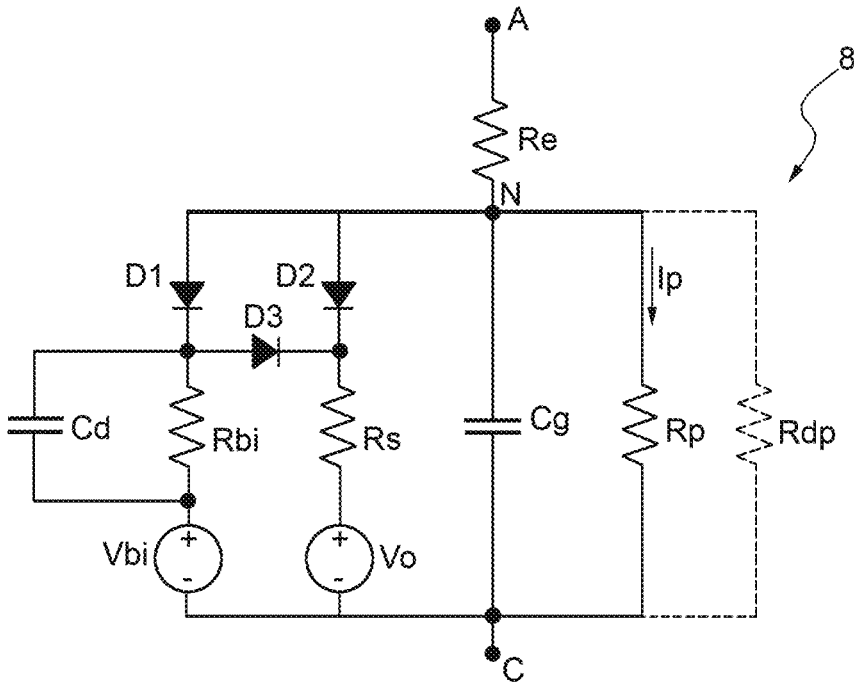 A
8
Re
N
D1
D2
Ip
D3
Cd
Rbi
Rs
Cg
Rp
Rdp
Vbi
+
-
+
-
Vo
C